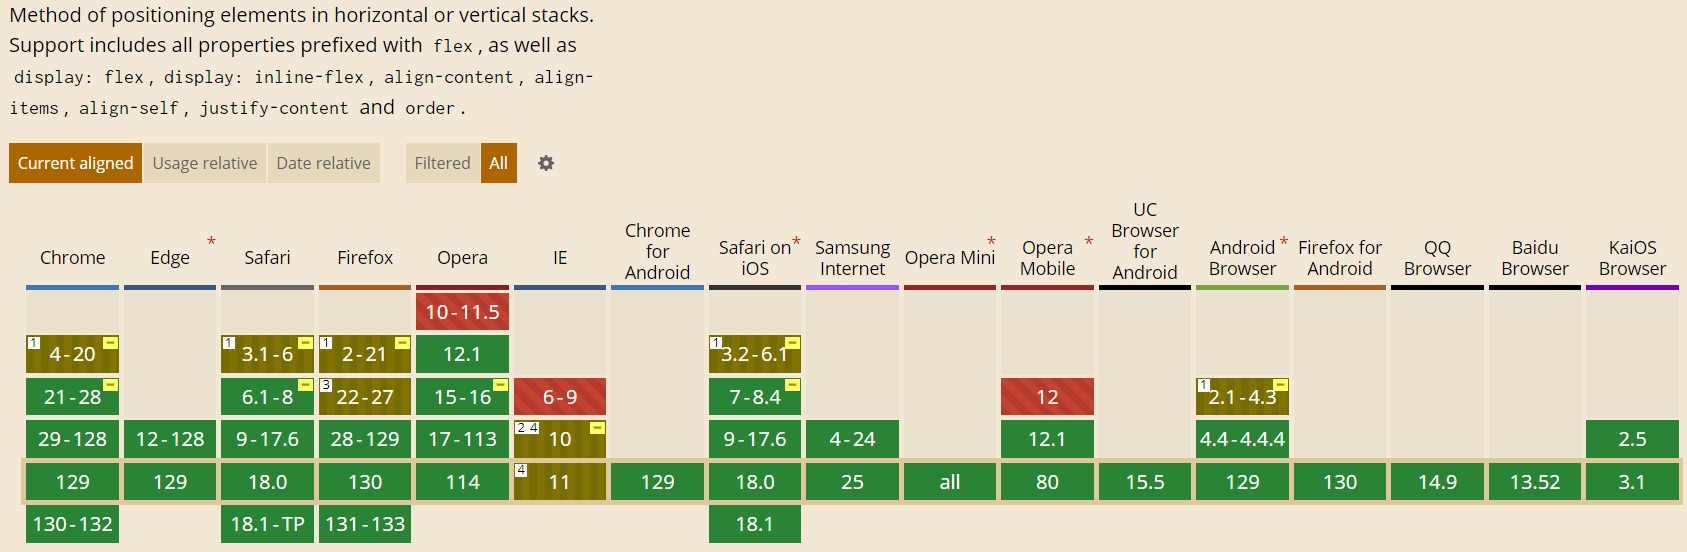 Method of positioning elements in horizontal or vertical stacks.
Support includes all properties prefixed with flex, as well as
display: flex, display: inline-flex, align-content, align-
items, align-self, justify-content and order.
Current aligned Usage relative Date relative Filtered All
Chrome Edge * Safari Firefox Opera IE Chrome for Android Safari on iOS * Samsung Internet Opera Mini * Opera Mobile * UC Browser for Android Android Browser * Firefox for Android QQ Browser Baidu Browser KaiOS Browser
10-11.5
1 4-20 1 3.1-6 1 2-21 12.1 1 3.2-6.1
21-28 6.1-8 3 22-27 15-16 6-9 7-8.4 12 1 2.1-4.3
29-128 12-128 9-17.6 28-129 17-113 2 4 10 9-17.6 4-24 12.1 4.4-4.4.4 2.5
129 129 18.0 130 114 4 11 129 18.0 25 all 80 15.5 129 130 14.9 13.52 3.1
130-132 18.1-TP 131-133 18.1